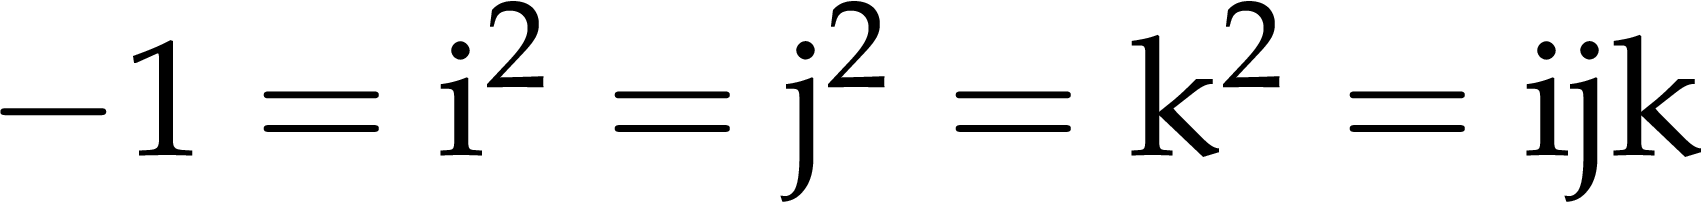 −1 = i² = j² = k² = ijk